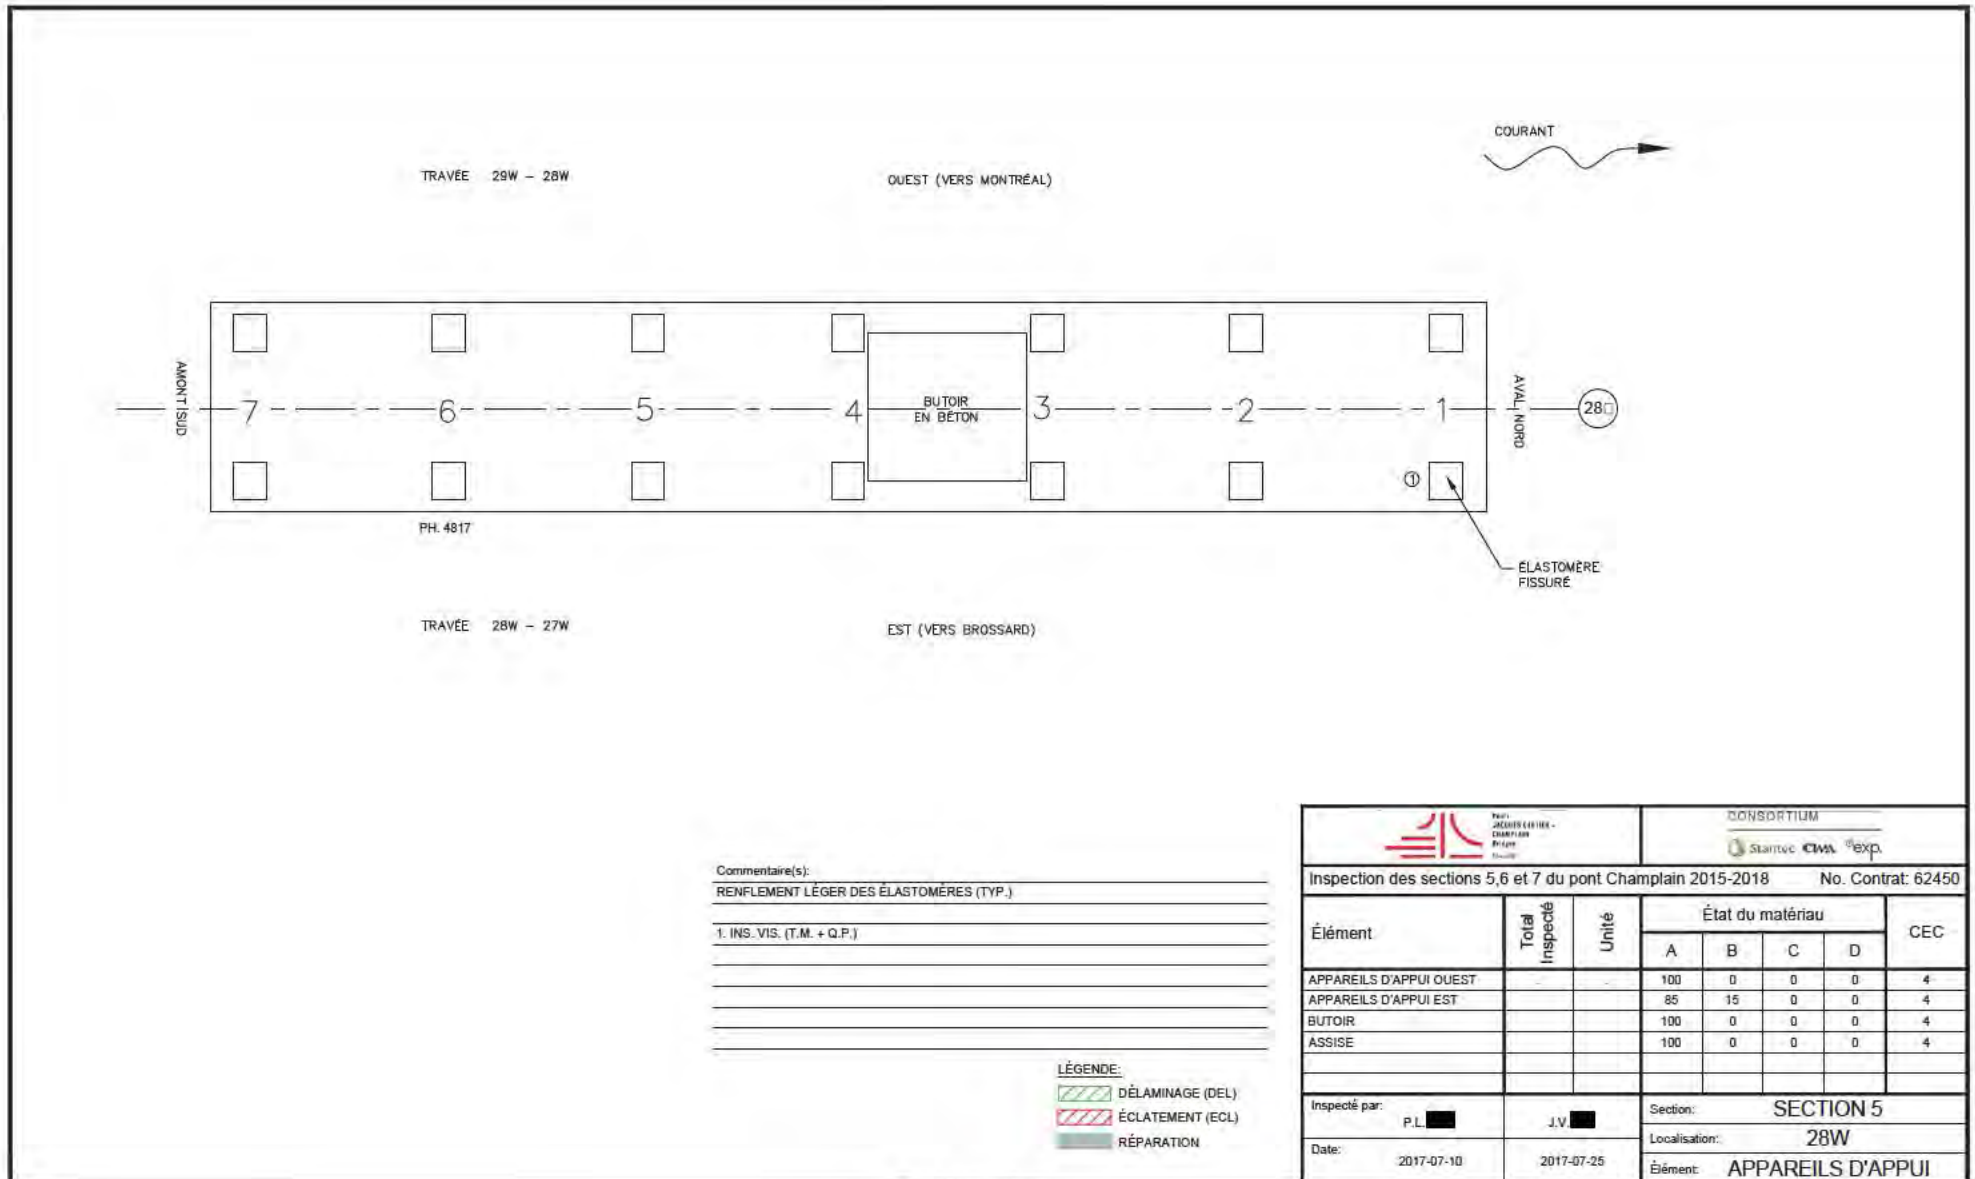 COURANT
TRAVÉE 29W – 28W
OUEST (VERS MONTRÉAL)
AMONT (SUD
7
6
5
4
BUTOIR
EN BÉTON
3
2
1
AVAL, NORD
28
①
PH. 4817
ÉLASTOMÈRE
FISSURÉ
TRAVÉE 28W – 27W
EST (VERS BROSSARD)
Commentaire(s):
RENFLEMENT LÉGER DES ÉLASTOMÈRES (TYP.)
1. INS. VIS. (T.M. + Q.P.)
LÉGENDE:
DÉLAMINAGE (DEL)
ÉCLATEMENT (ECL)
RÉPARATION
JACQUES CARTIER –
CHAMPLAIN
CONSORTIUM
Stantec CIMA exp.
Inspection des sections 5,6 et 7 du pont Champlain 2015-2018 No. Contrat: 62450
Élément Total Inspecté Unité État du matériau CEC
A B C D
APPAREILS D'APPUI OUEST - - 100 0 0 0 4
APPAREILS D'APPUI EST 85 15 0 0 4
BUTOIR 100 0 0 0 4
ASSISE 100 0 0 0 4
Inspecté par: P.L. J.V.
Date: 2017-07-10 2017-07-25
Section: SECTION 5
Localisation: 28W
Élément: APPAREILS D'APPUI